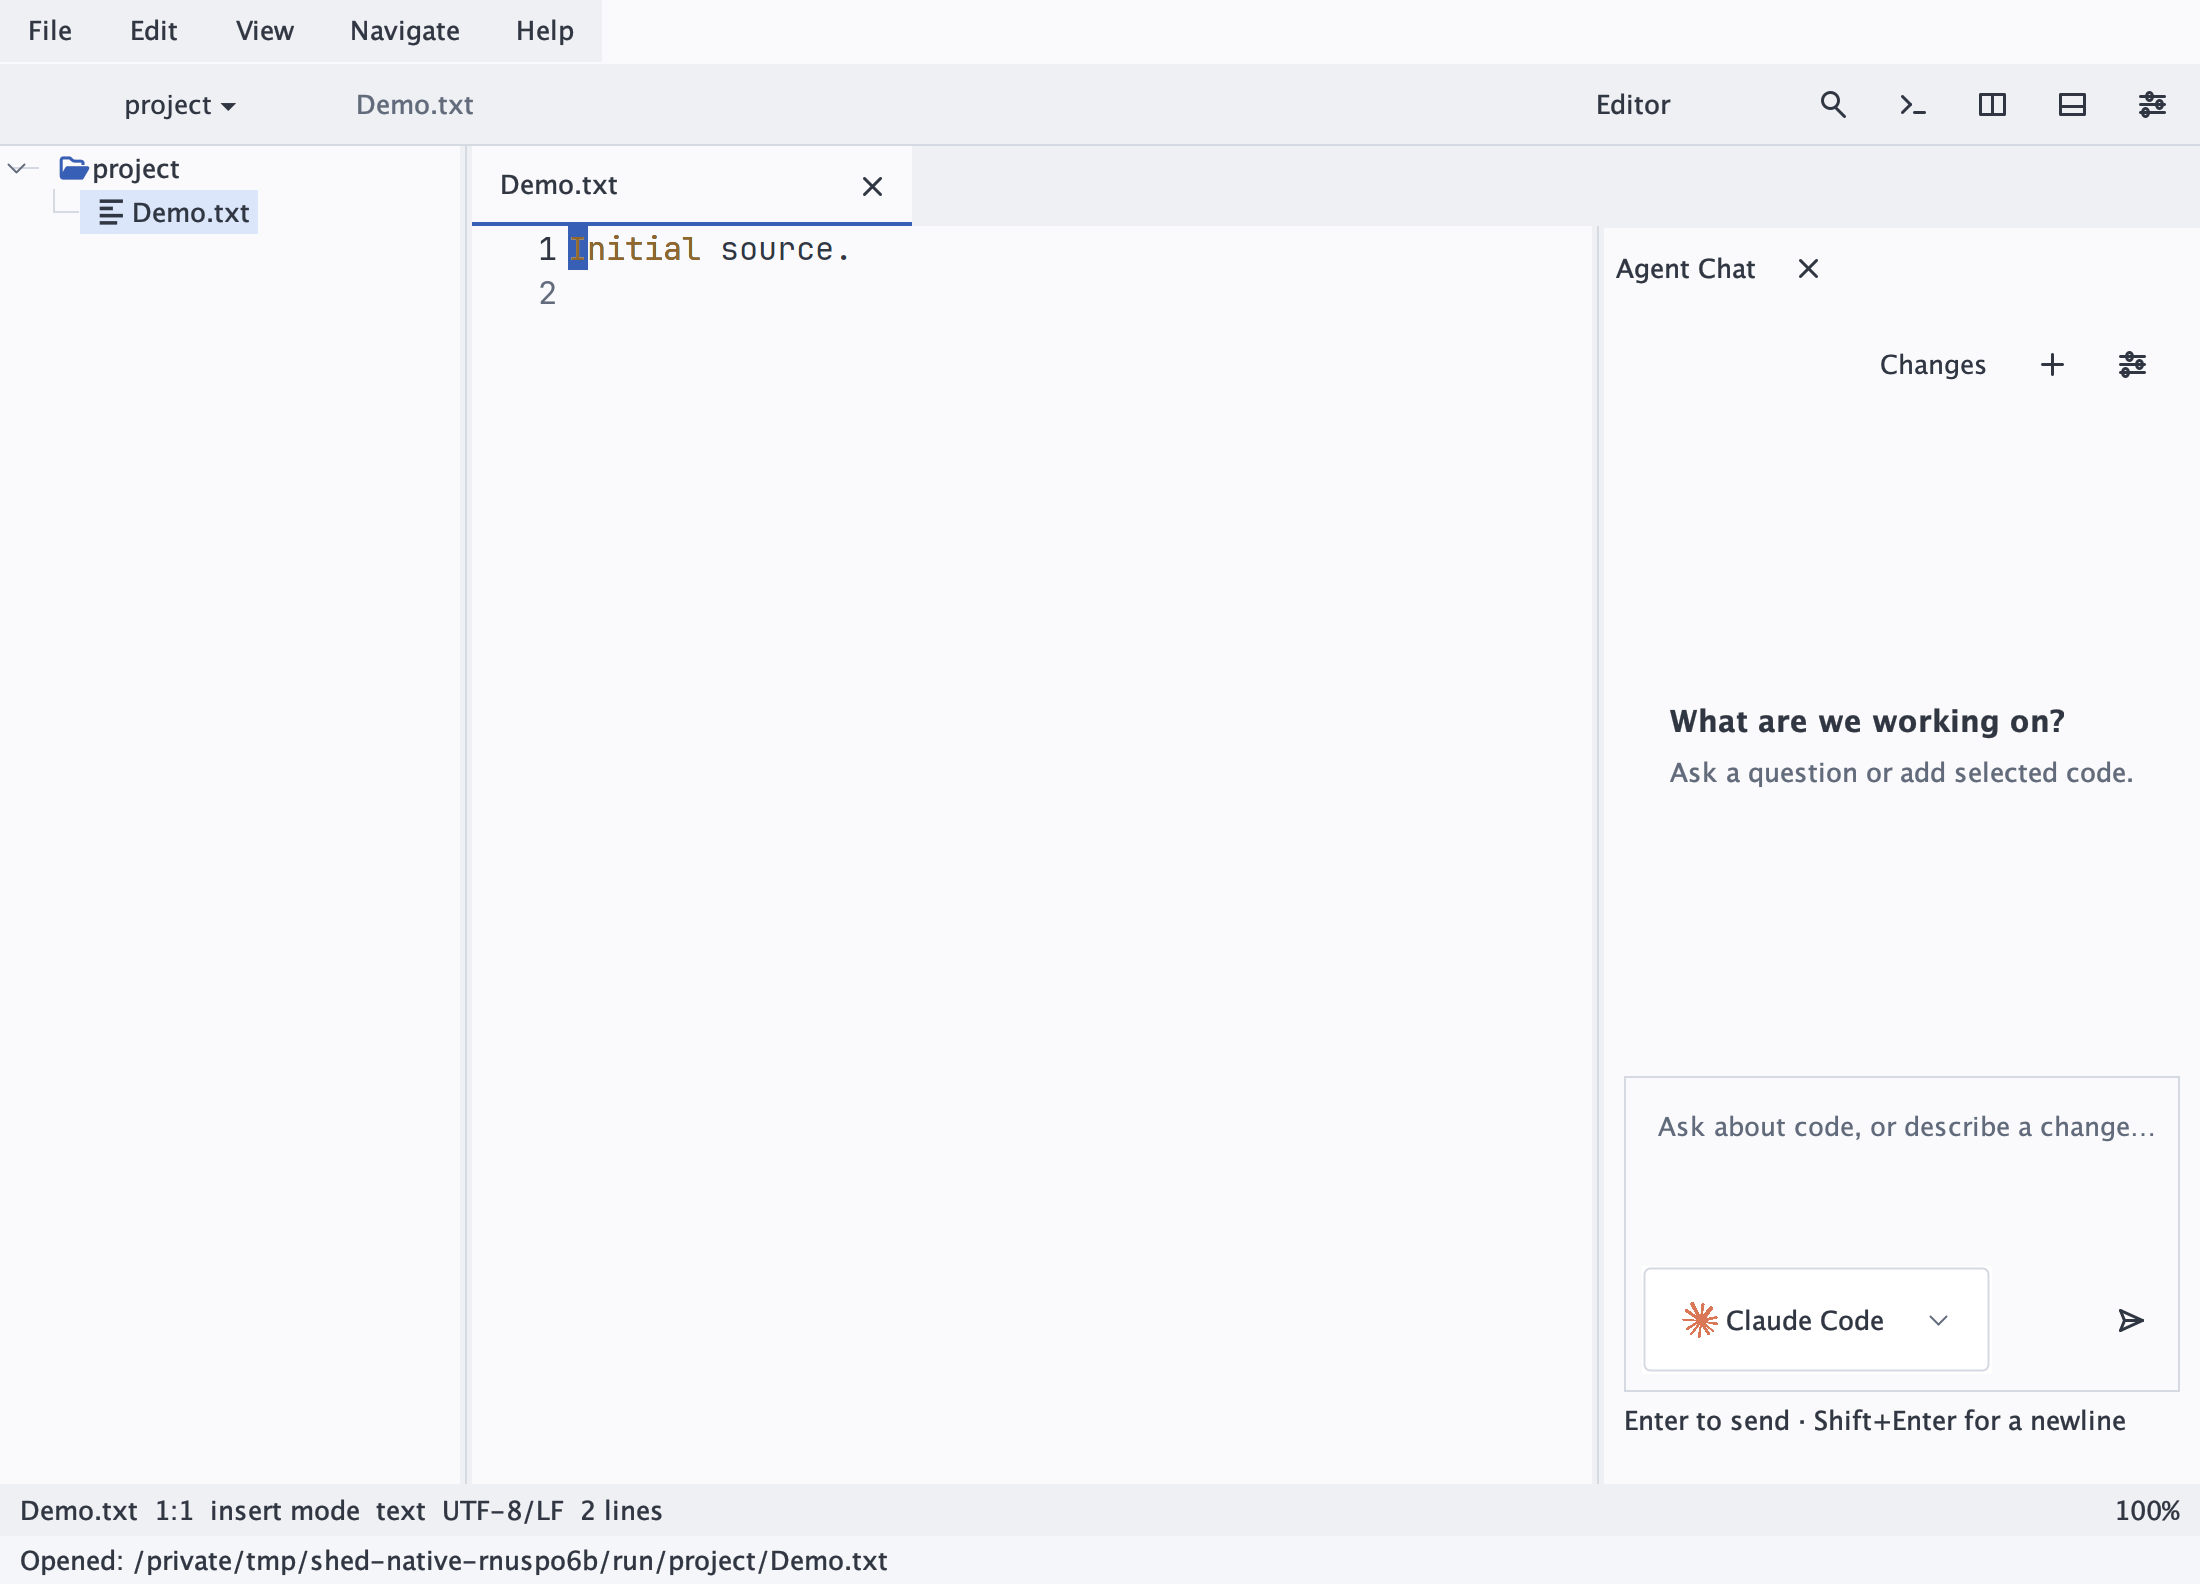 File Edit View Navigate Help
project Demo.txt Editor
project
Demo.txt
Demo.txt
1 Initial source.
2
Agent Chat
Changes
What are we working on?
Ask a question or add selected code.
Ask about code, or describe a change...
Claude Code
Enter to send · Shift+Enter for a newline
Demo.txt 1:1 insert mode text UTF-8/LF 2 lines 100%
Opened: /private/tmp/shed-native-rnuspo6b/run/project/Demo.txt